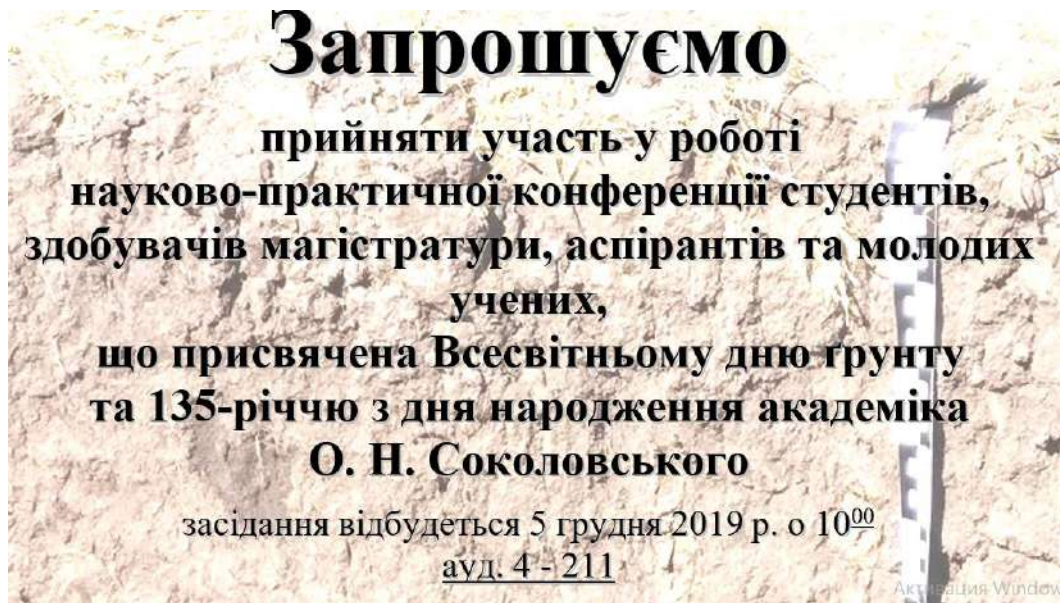 Запрошуємо
прийняти участь у роботі
науково-практичної конференції студентів,
здобувачів магістратури, аспірантів та молодих
учених,
що присвячена Всесвітньому дню ґрунту
та 135-річчю з дня народження академіка
О. Н. Соколовського
засідання відбудеться 5 грудня 2019 р. о 10⁰⁰
ауд. 4 - 211
Активация Window